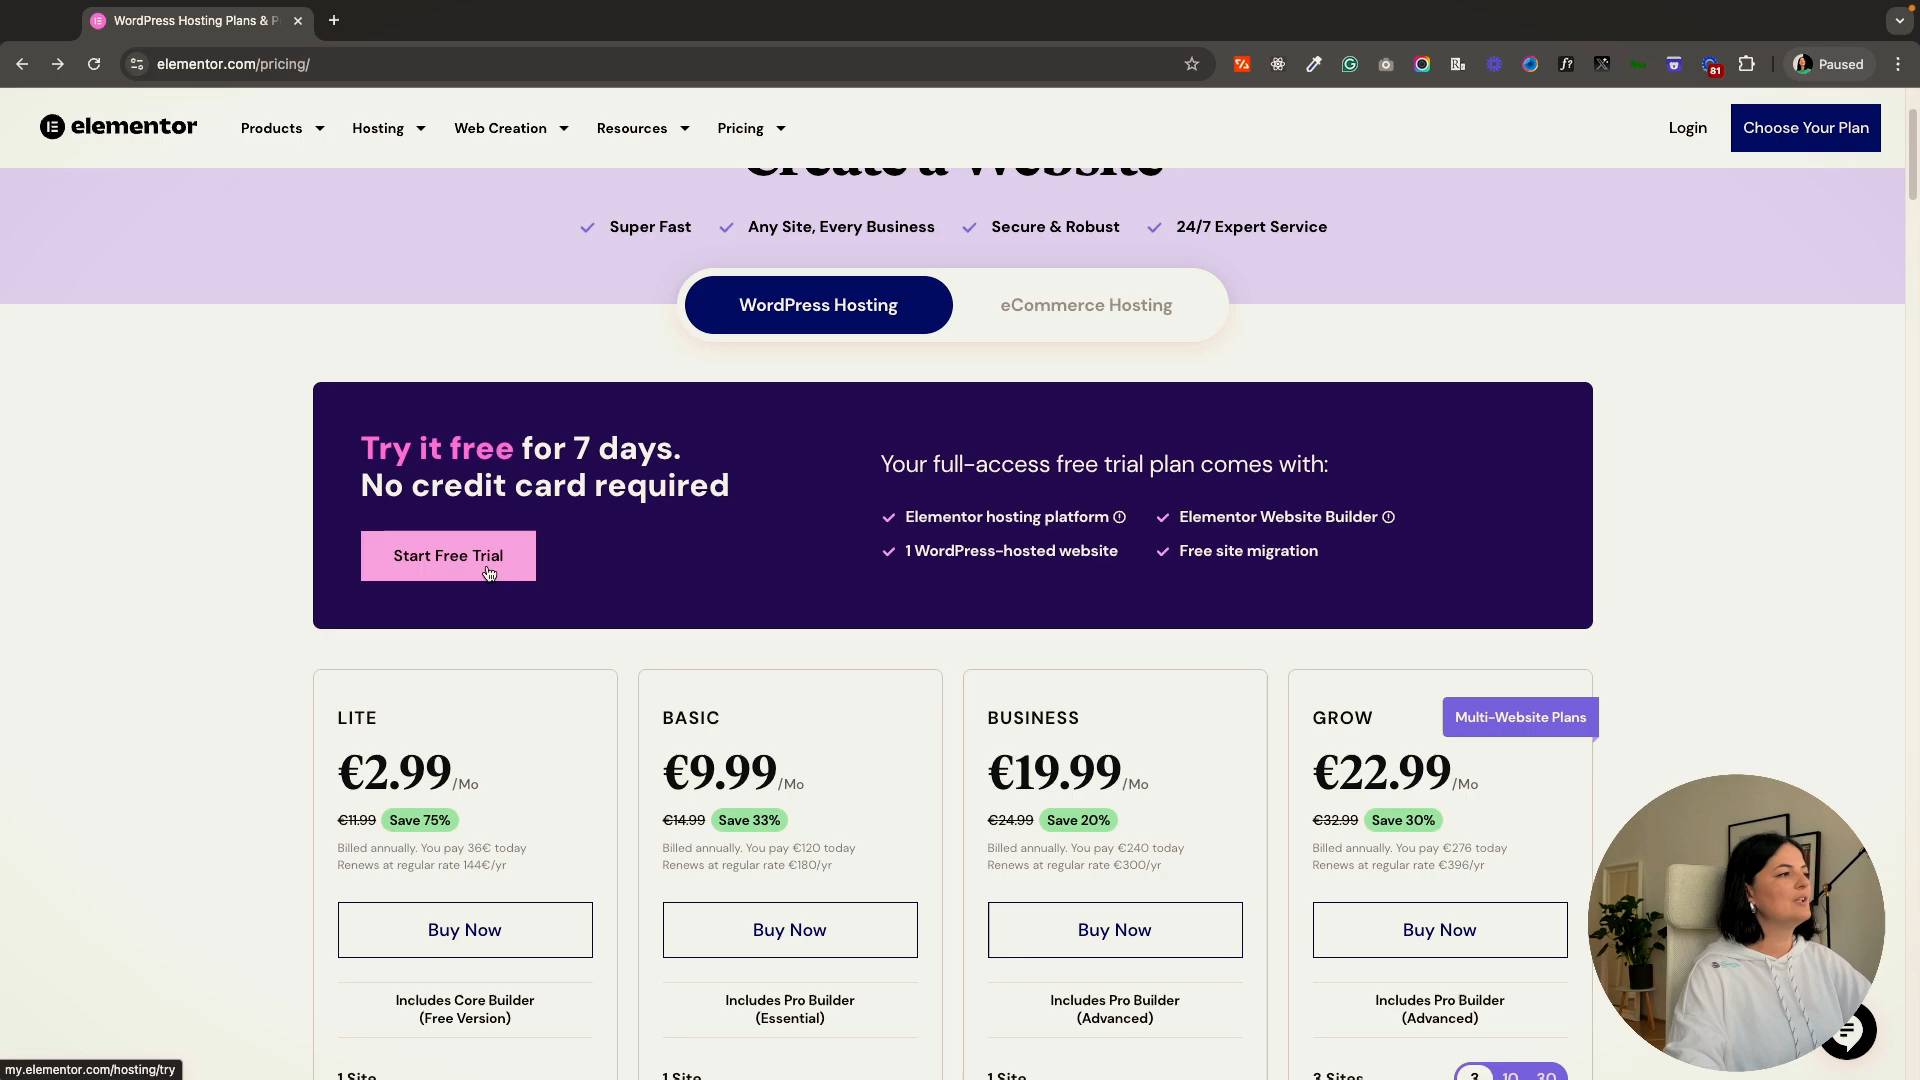 WordPress Hosting Plans & P
elementor.com/pricing/
81
Paused
elementor
Products
Hosting
Web Creation
Resources
Pricing
Login
Choose Your Plan
Create a Website
Super Fast
Any Site, Every Business
Secure & Robust
24/7 Expert Service
WordPress Hosting
eCommerce Hosting
Try it free for 7 days.
No credit card required
Start Free Trial
Your full-access free trial plan comes with:
Elementor hosting platform
Elementor Website Builder
1 WordPress-hosted website
Free site migration
LITE
€2.99/Mo
€11.99 Save 75%
Billed annually. You pay 36€ today
Renews at regular rate 144€/yr
Buy Now
Includes Core Builder
(Free Version)
1 Site
BASIC
€9.99/Mo
€14.99 Save 33%
Billed annually. You pay €120 today
Renews at regular rate €180/yr
Buy Now
Includes Pro Builder
(Essential)
1 Site
BUSINESS
€19.99/Mo
€24.99 Save 20%
Billed annually. You pay €240 today
Renews at regular rate €300/yr
Buy Now
Includes Pro Builder
(Advanced)
1 Site
GROW
Multi-Website Plans
€22.99/Mo
€32.99 Save 30%
Billed annually. You pay €276 today
Renews at regular rate €396/yr
Buy Now
Includes Pro Builder
(Advanced)
3 Sites
3 10 30
my.elementor.com/hosting/try